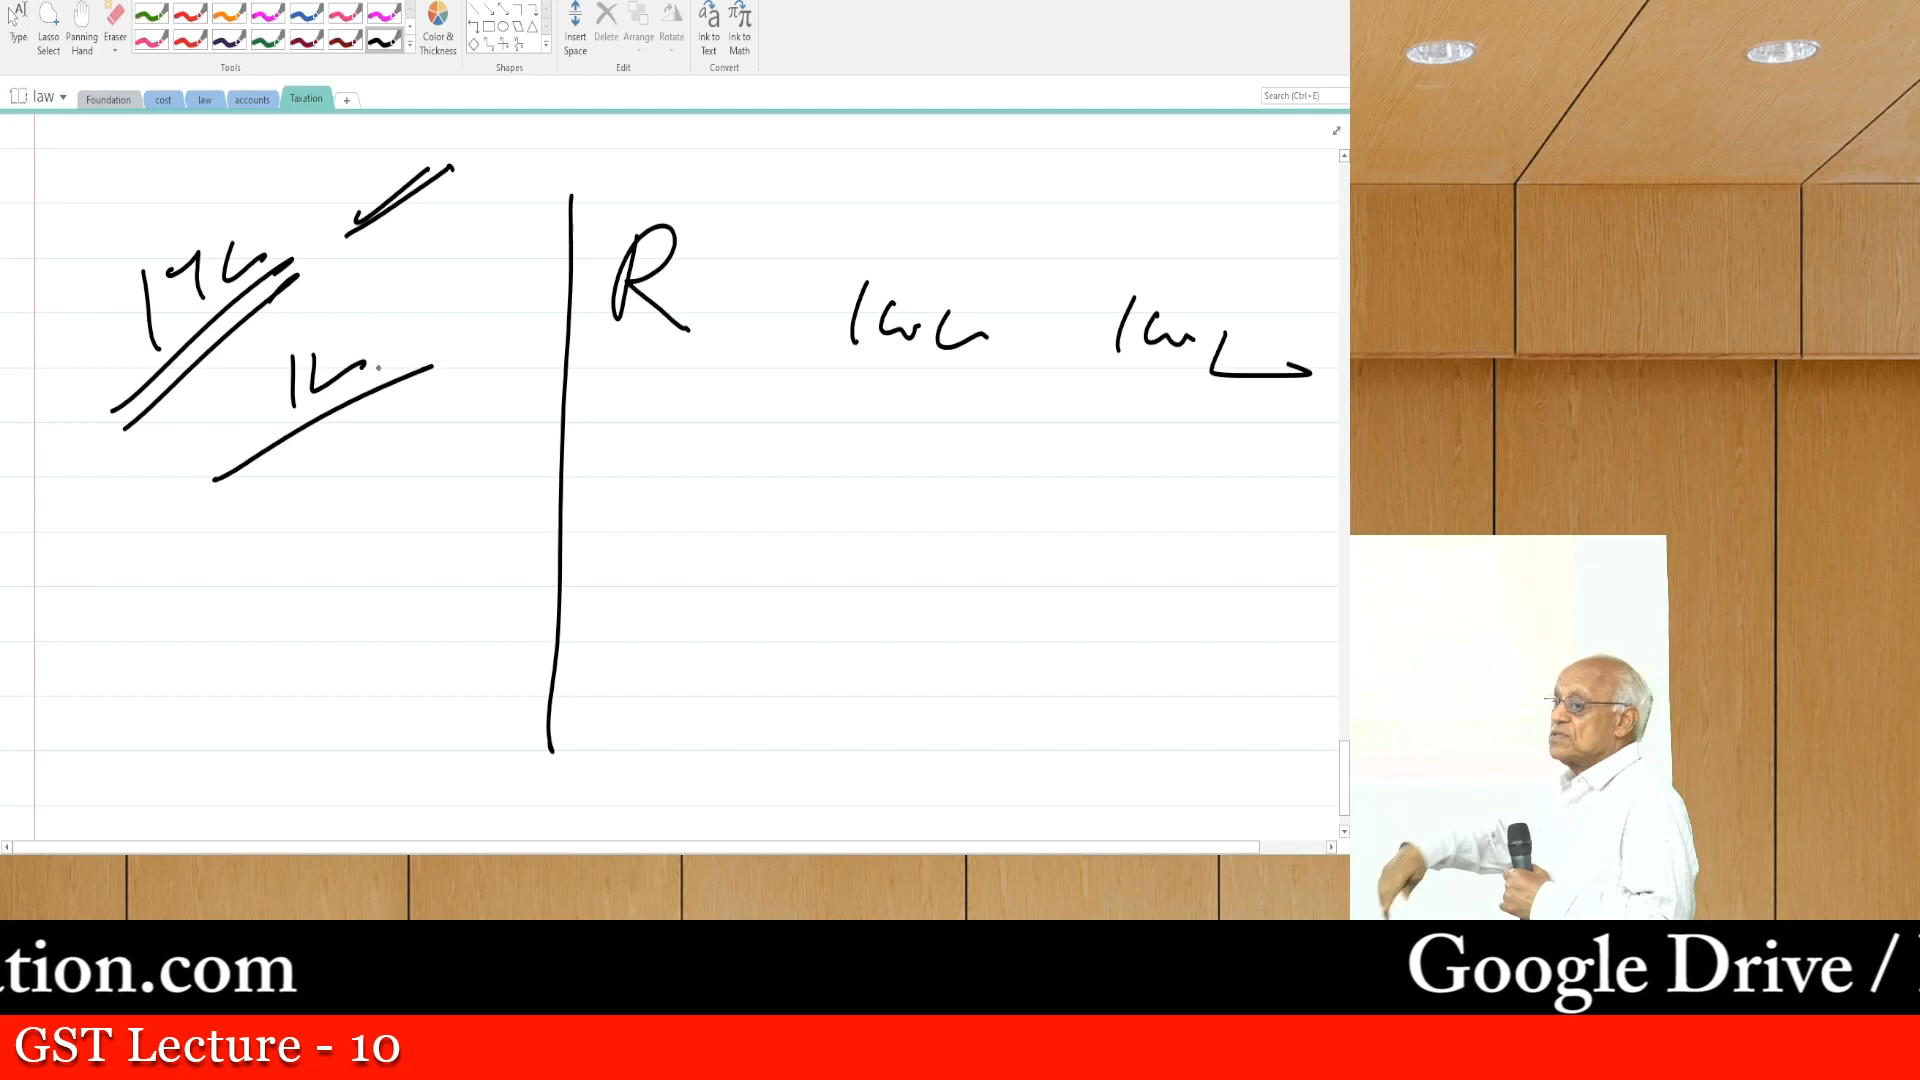 Type
Lasso Select
Panning Hand
Eraser
Color & Thickness
Insert Space
Delete
Arrange
Rotate
Ink to Text
Ink to Math
Tools
Shapes
Edit
Convert
law
Foundation
cost
law
accounts
Taxation
Search (Ctrl+E)
R
ation.com
Google Drive /
GST Lecture - 10